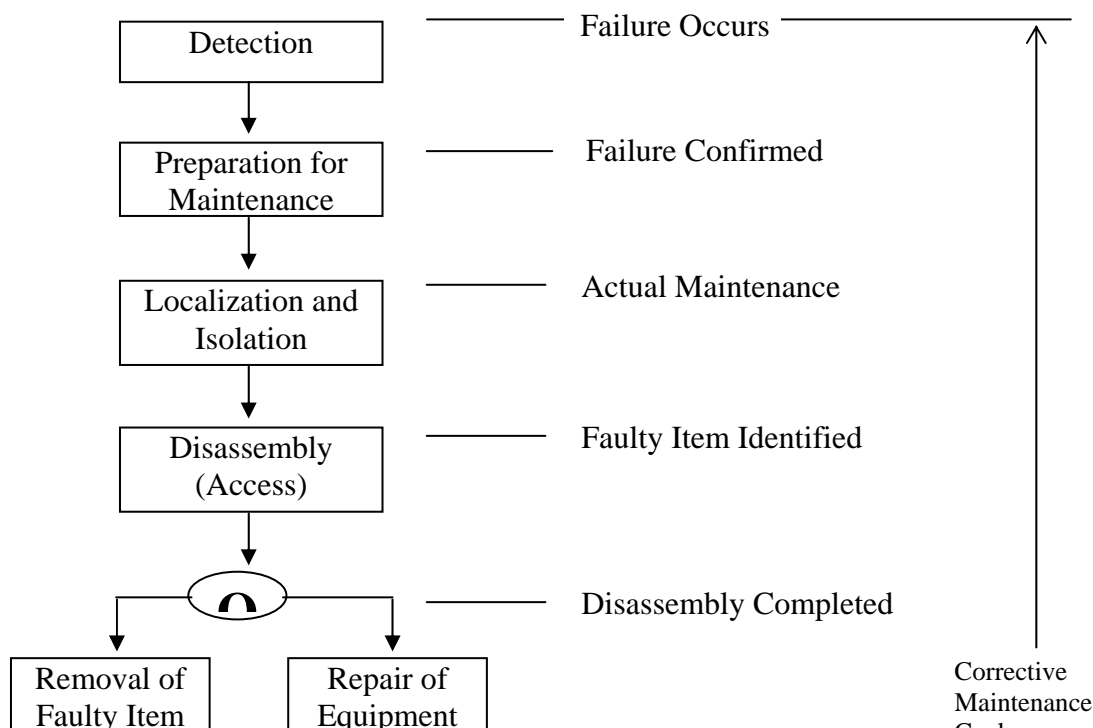 Detection
Failure Occurs
Preparation for
Maintenance
Failure Confirmed
Localization and
Isolation
Actual Maintenance
Disassembly
(Access)
Faulty Item Identified
Disassembly Completed
Removal of
Faulty Item
Repair of
Equipment
Corrective
Maintenance